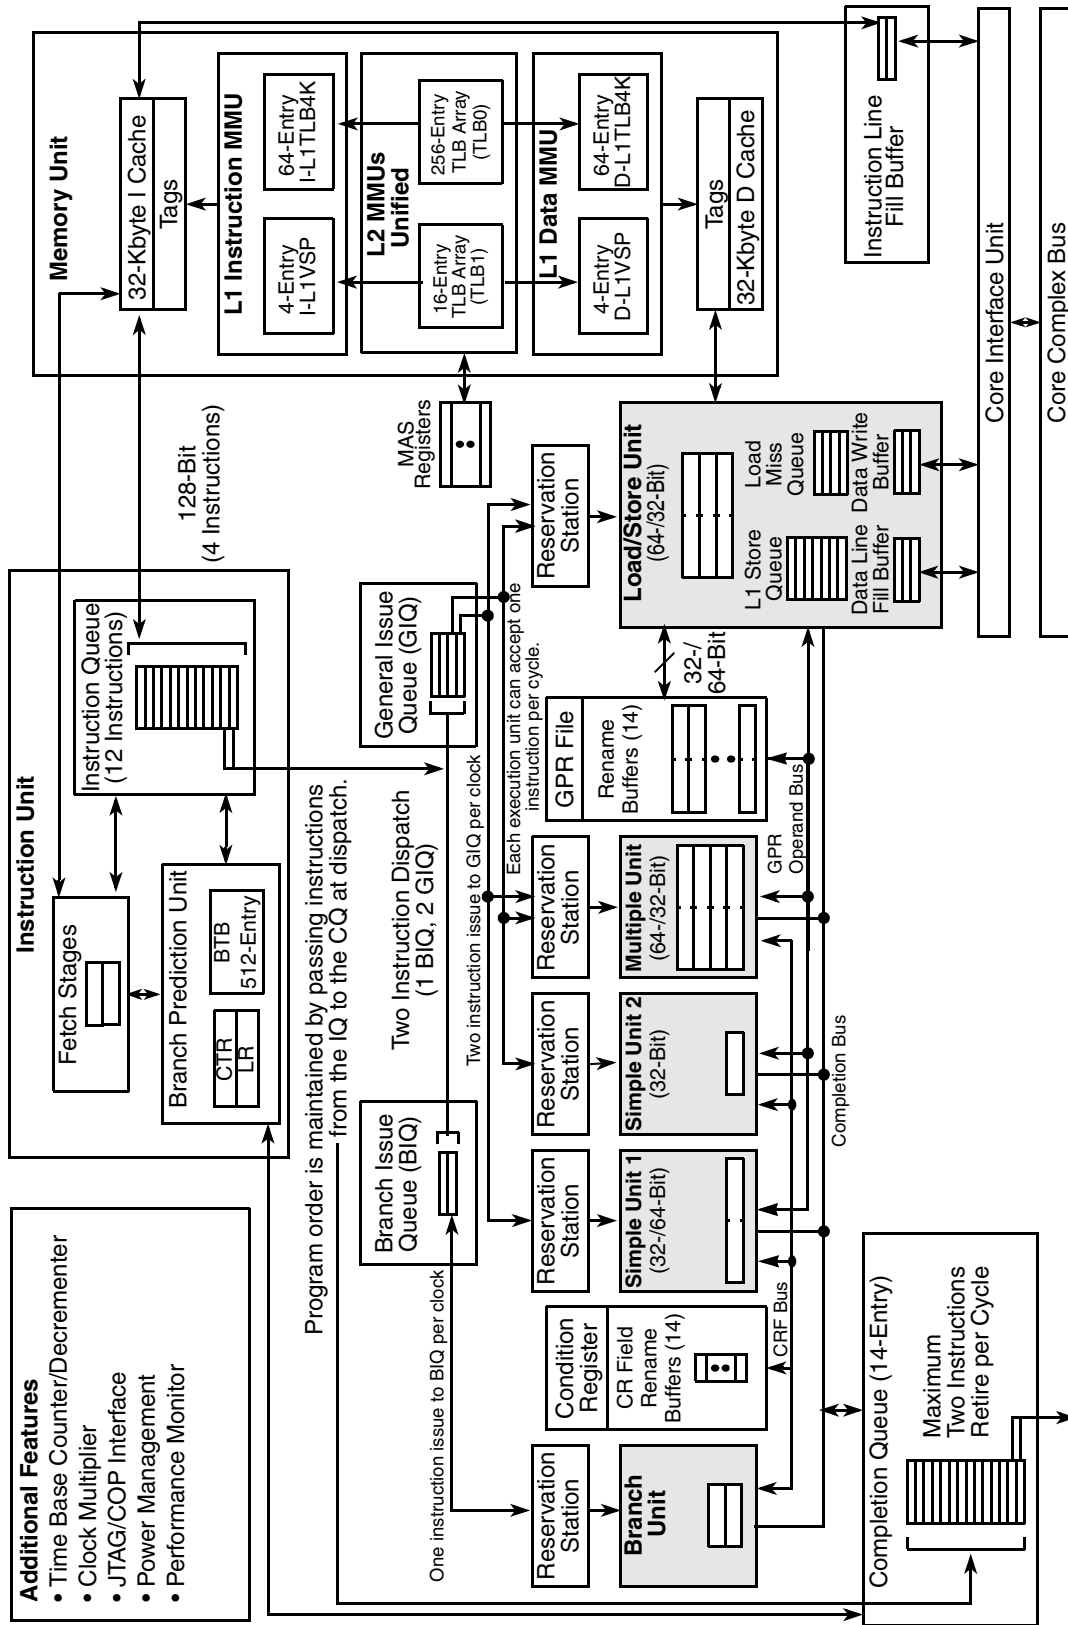 Additional Features
• Time Base Counter/Decrementer
• Clock Multiplier
• JTAG/COP Interface
• Power Management
• Performance Monitor
Instruction Unit
Fetch Stages
Branch Prediction Unit
CTR
LR
BTB
512-Entry
Instruction Queue
(12 Instructions)
128-Bit
(4 Instructions)
Memory Unit
32-Kbyte I Cache
Tags
L1 Instruction MMU
4-Entry
I-L1VSP
64-Entry
I-L1TLB4K
L2 MMUs
Unified
16-Entry
TLB Array
(TLB1)
256-Entry
TLB Array
(TLB0)
L1 Data MMU
4-Entry
D-L1VSP
64-Entry
D-L1TLB4K
Tags
32-Kbyte D Cache
MAS
Registers
Program order is maintained by passing instructions
from the IQ to the CQ at dispatch.
Two Instruction Dispatch
(1 BIQ, 2 GIQ)
Branch Issue
Queue (BIQ)
General Issue
Queue (GIQ)
One instruction issue to BIQ per clock
Two instruction issue to GIQ per clock
Each execution unit can accept one
instruction per cycle.
Reservation
Station
Reservation
Station
Reservation
Station
Reservation
Station
Reservation
Station
Branch
Unit
Condition
Register
CR Field
Rename
Buffers (14)
Simple Unit 1
(32-/64-Bit)
Simple Unit 2
(32-Bit)
Multiple Unit
(64-/32-Bit)
GPR File
Rename
Buffers (14)
32-/
64-Bit
Load/Store Unit
(64-/32-Bit)
L1 Store
Queue
Load
Miss
Queue
Data Line
Fill Buffer
Data Write
Buffer
CRF Bus
GPR
Operand Bus
Completion Bus
Completion Queue (14-Entry)
Maximum
Two Instructions
Retire per Cycle
Instruction Line
Fill Buffer
Core Interface Unit
Core Complex Bus